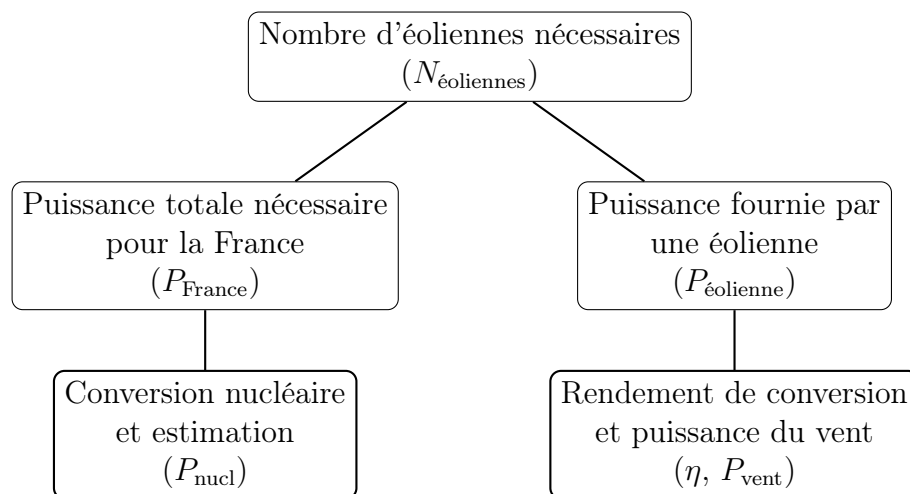 Nombre d'éoliennes nécessaires
(N_éoliennes)
Puissance totale nécessaire
pour la France
(P_France)
Puissance fournie par
une éolienne
(P_éolienne)
Conversion nucléaire
et estimation
(P_nucl)
Rendement de conversion
et puissance du vent
(η, P_vent)